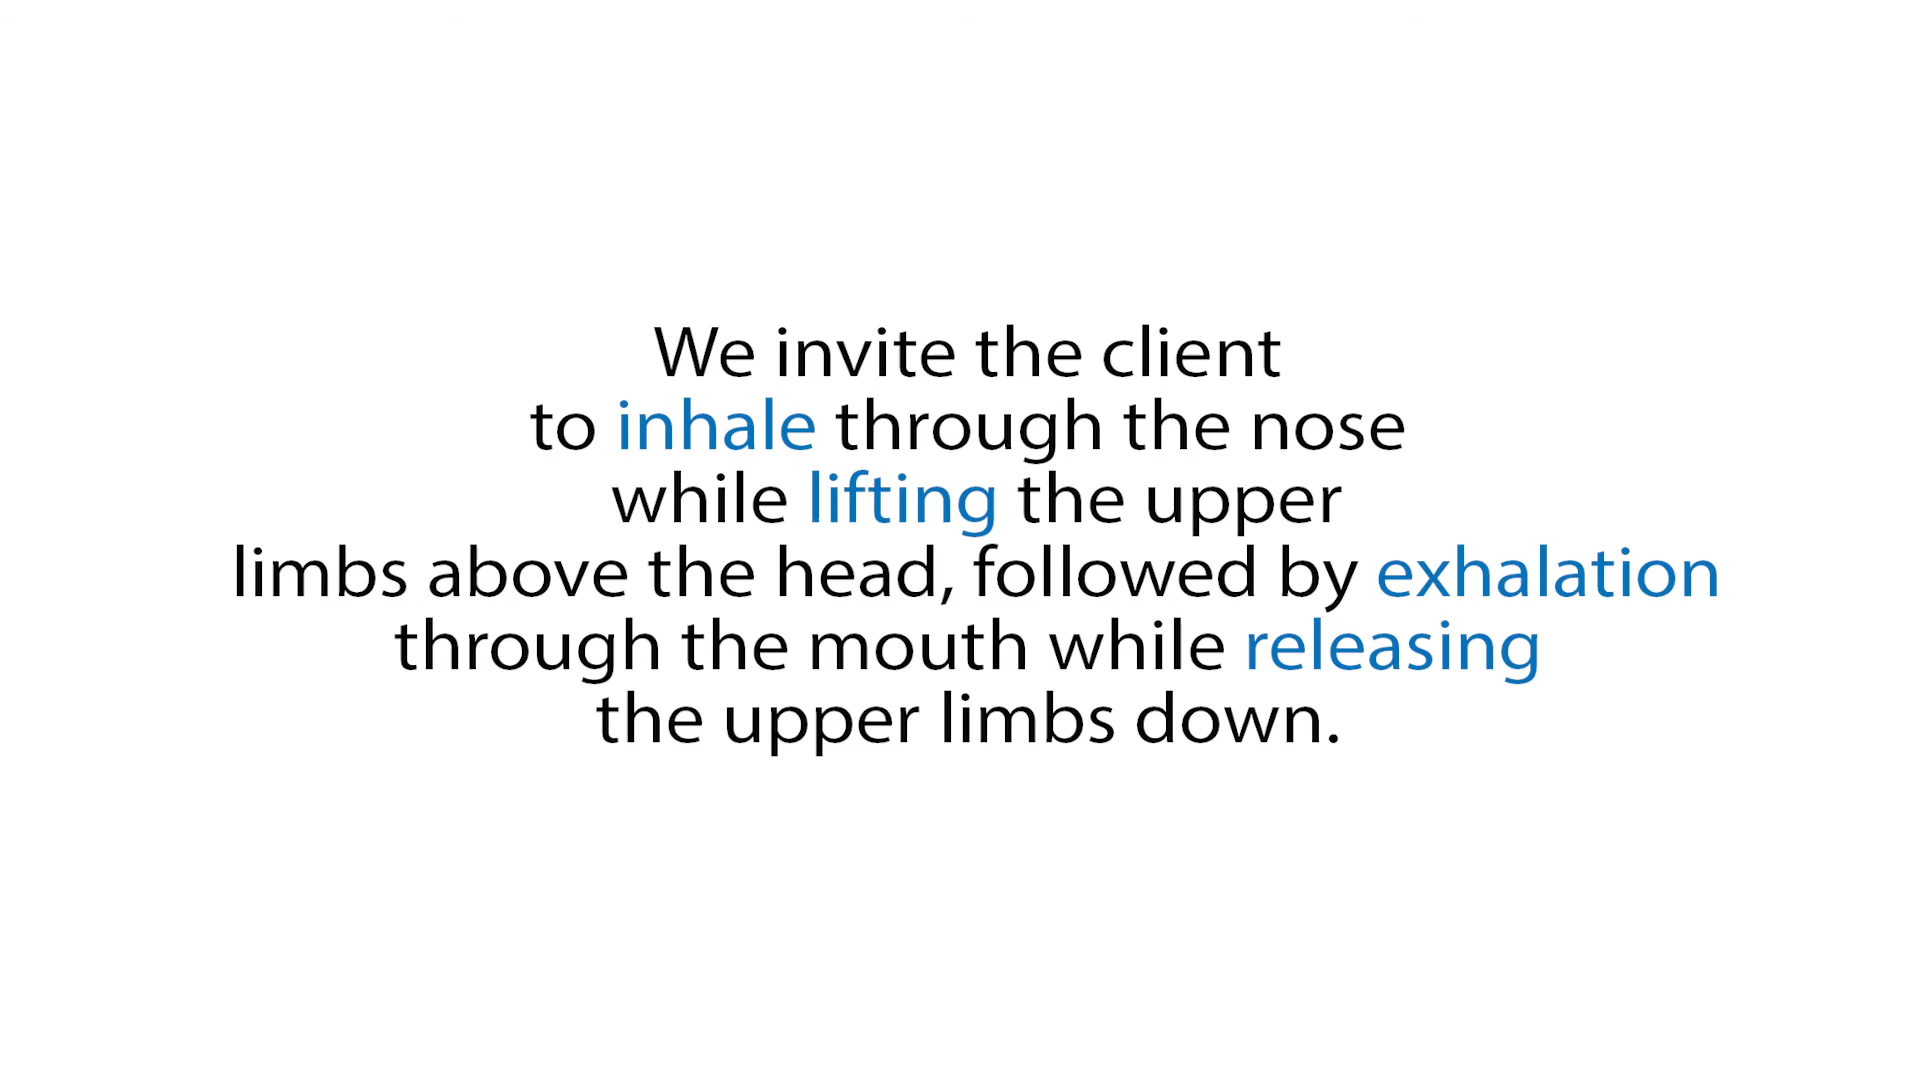 We invite the client
to inhale through the nose
while lifting the upper
limbs above the head, followed by exhalation
through the mouth while releasing
the upper limbs down.